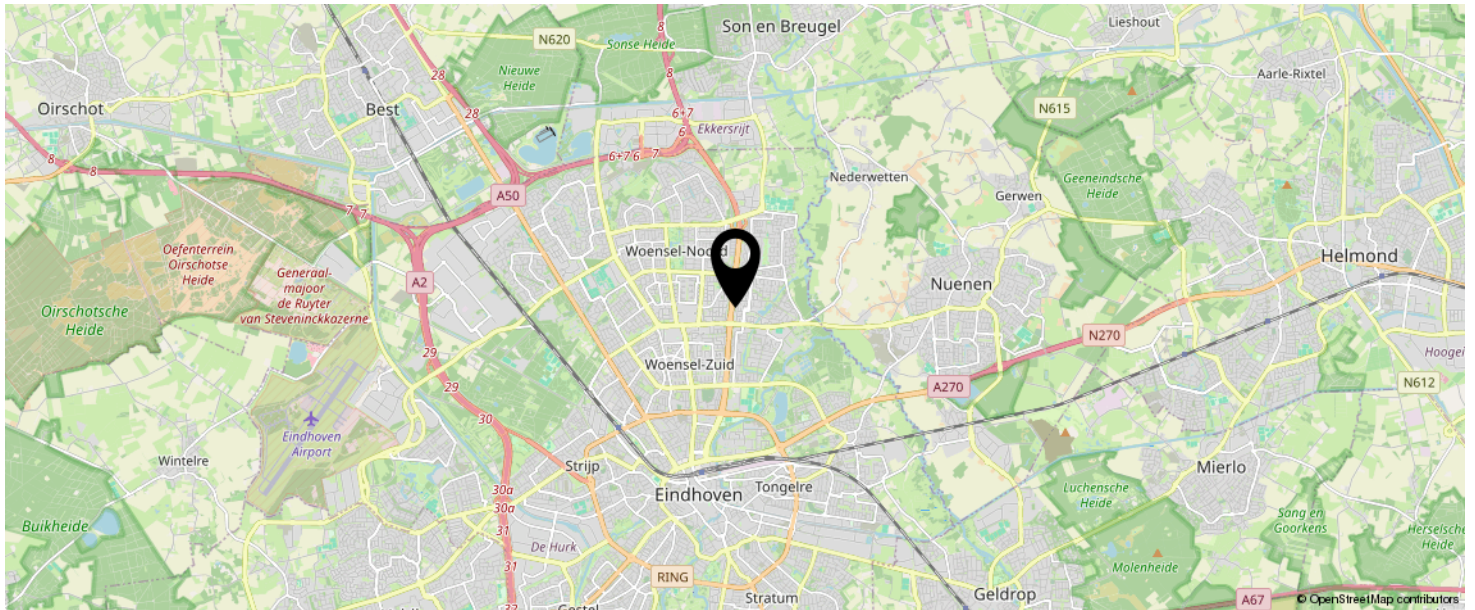 Son en Breugel
Lieshout
8
N620
Sonse Heide
Nieuwe
Heide
28
8
Aarle-Rixtel
Oirschot
Best
28
6+7
6
Ekkersrijt
N615
8
8
6+7 6 7
A50
Nederwetten
Geeneindsche
Heide
Gerwen
7 7
Oefenterrein
Oirschotse
Heide
Woensel-Noord
Helmond
Generaal-
majoor
de Ruyter
van Steveninckkazerne
A2
Nuenen
Oirschotsche
Heide
N270
29
Woensel-Zuid
Hoogei
29
A270
N612
30
Eindhoven
Airport
Wintelre
Strijp
Mierlo
30a
30a
Eindhoven
Tongelre
Luchensche
Heide
Buikheide
31
De Hurk
Sang en
Goorkens
Herselsche
Heide
31
RING
Molenheide
Geldrop
Stratum
A67
© OpenStreetMap contributors